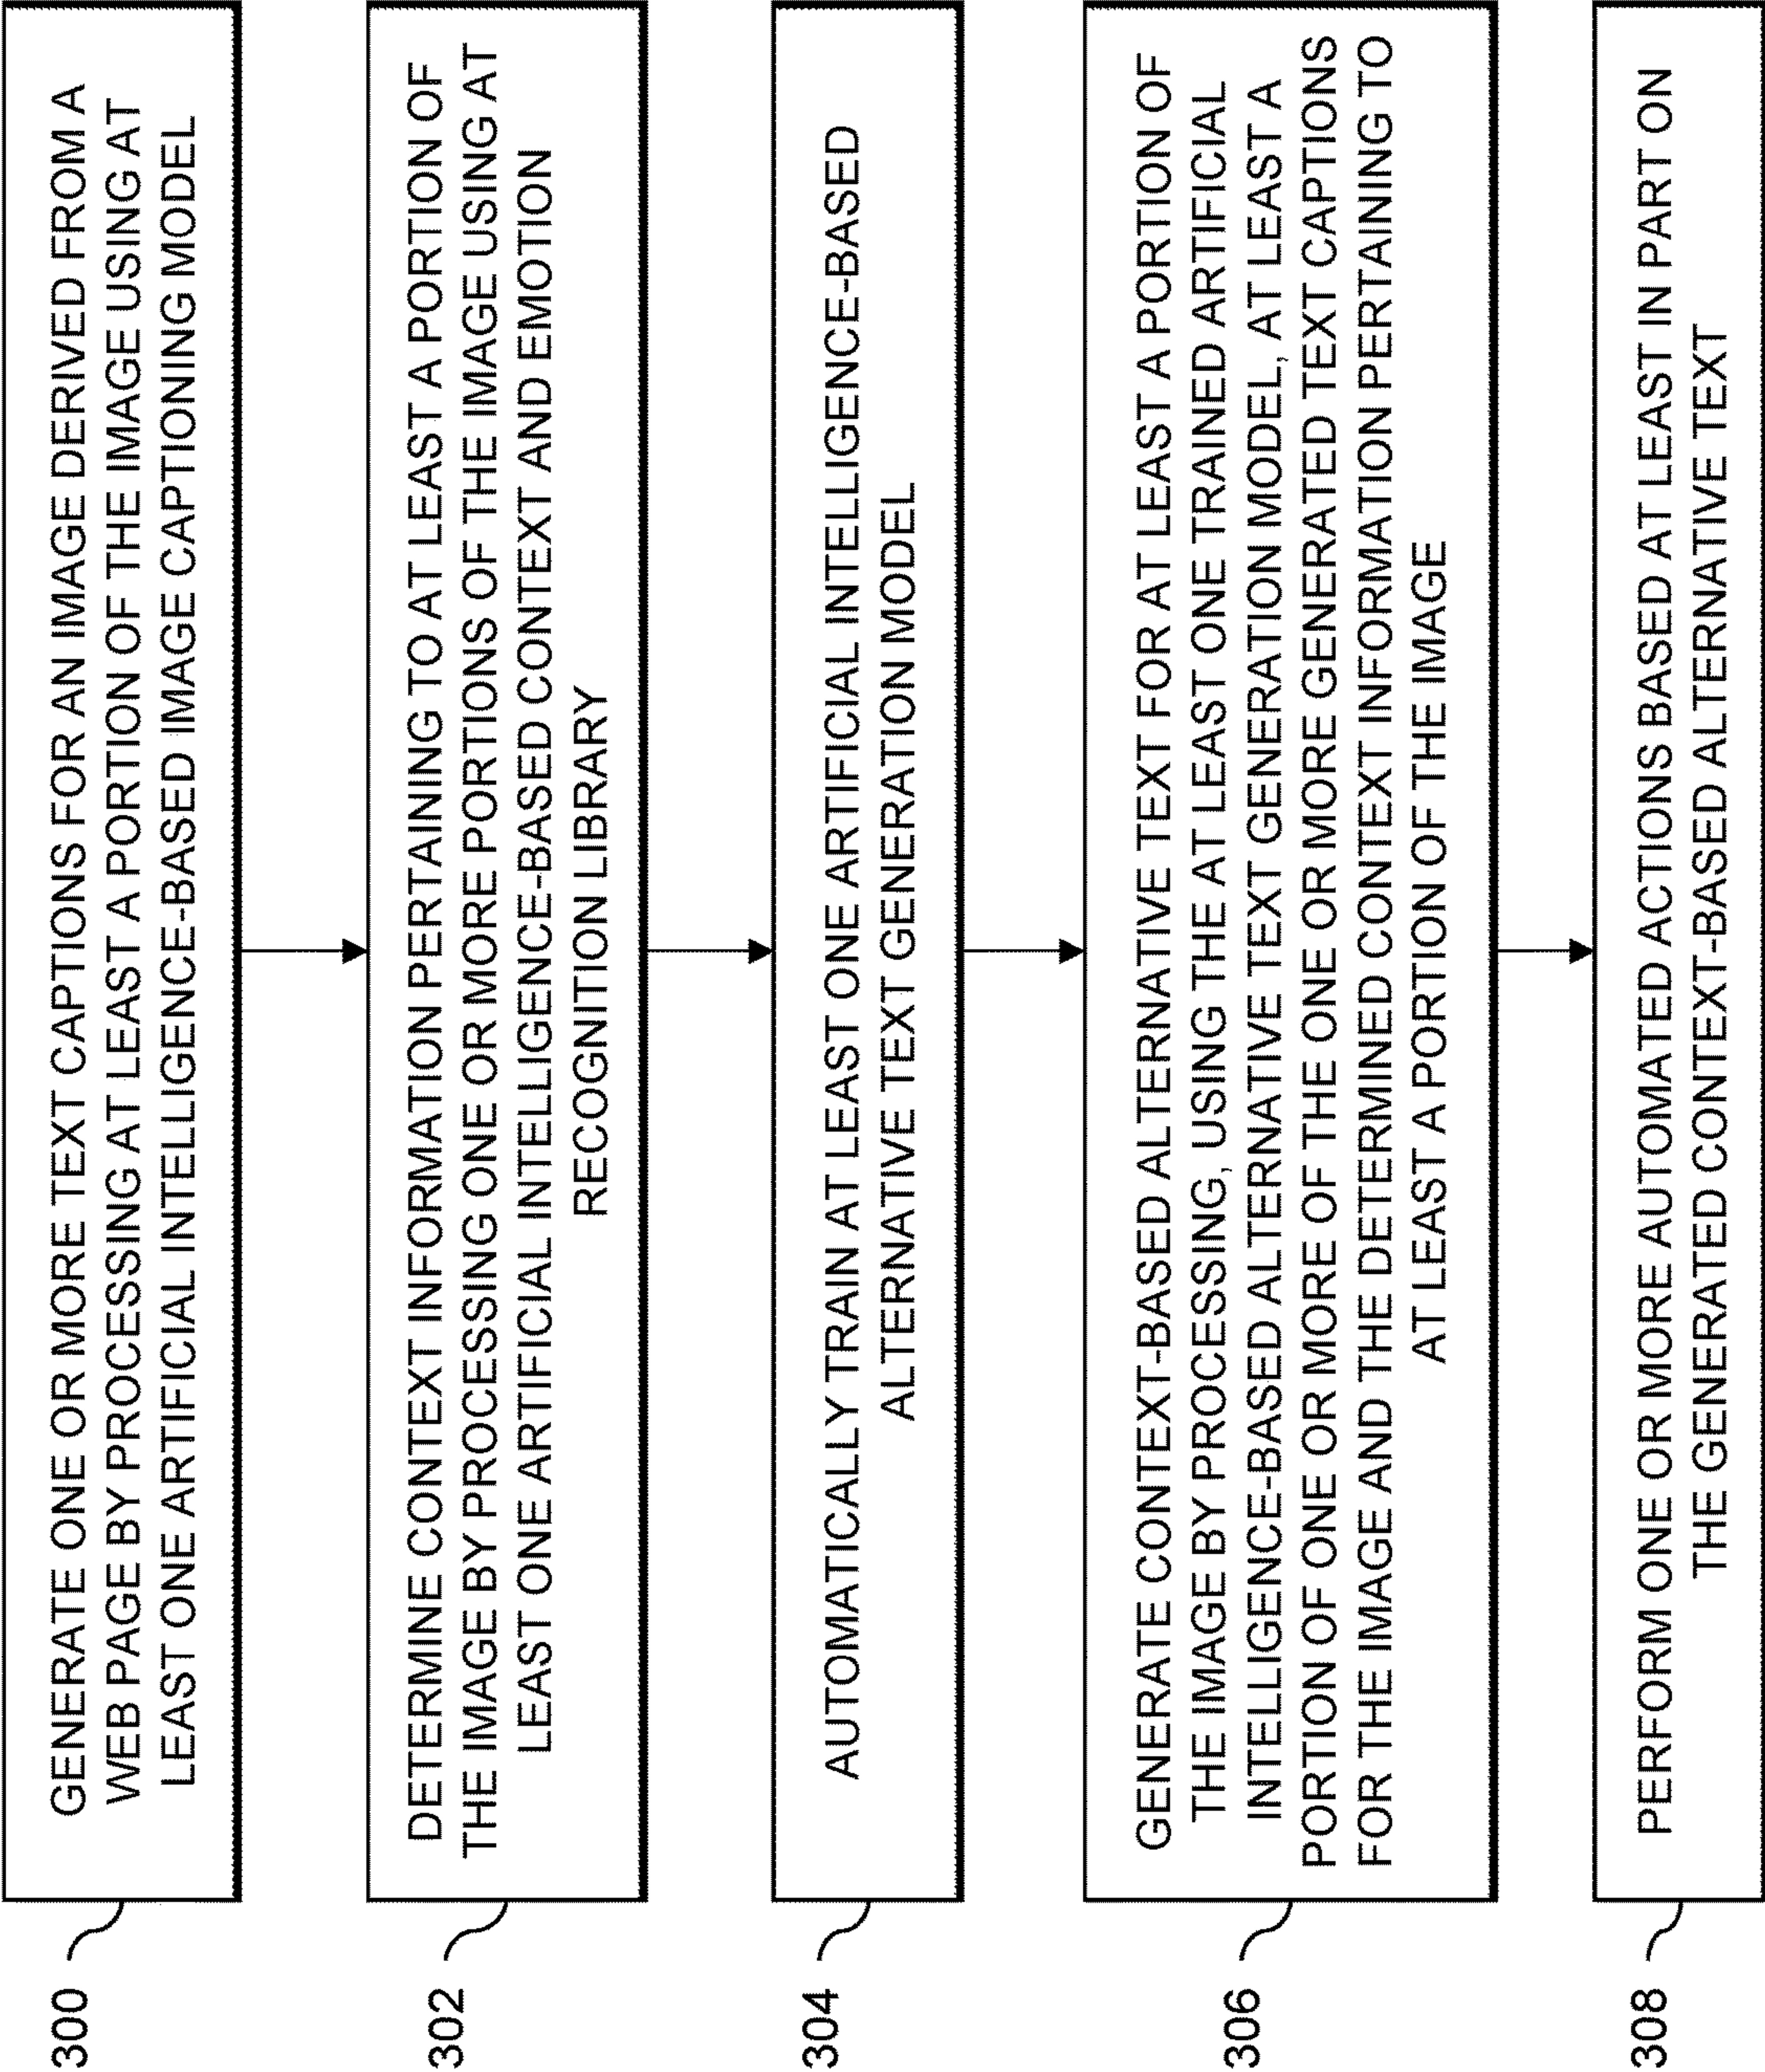 300
GENERATE ONE OR MORE TEXT CAPTIONS FOR AN IMAGE DERIVED FROM A
WEB PAGE BY PROCESSING AT LEAST A PORTION OF THE IMAGE USING AT
LEAST ONE ARTIFICIAL INTELLIGENCE-BASED IMAGE CAPTIONING MODEL
302
DETERMINE CONTEXT INFORMATION PERTAINING TO AT LEAST A PORTION OF
THE IMAGE BY PROCESSING ONE OR MORE PORTIONS OF THE IMAGE USING AT
LEAST ONE ARTIFICIAL INTELLIGENCE-BASED CONTEXT AND EMOTION
RECOGNITION LIBRARY
304
AUTOMATICALLY TRAIN AT LEAST ONE ARTIFICIAL INTELLIGENCE-BASED
ALTERNATIVE TEXT GENERATION MODEL
306
GENERATE CONTEXT-BASED ALTERNATIVE TEXT FOR AT LEAST A PORTION OF
THE IMAGE BY PROCESSING, USING THE AT LEAST ONE TRAINED ARTIFICIAL
INTELLIGENCE-BASED ALTERNATIVE TEXT GENERATION MODEL, AT LEAST A
PORTION OF ONE OR MORE OF THE ONE OR MORE GENERATED TEXT CAPTIONS
FOR THE IMAGE AND THE DETERMINED CONTEXT INFORMATION PERTAINING TO
AT LEAST A PORTION OF THE IMAGE
308
PERFORM ONE OR MORE AUTOMATED ACTIONS BASED AT LEAST IN PART ON
THE GENERATED CONTEXT-BASED ALTERNATIVE TEXT